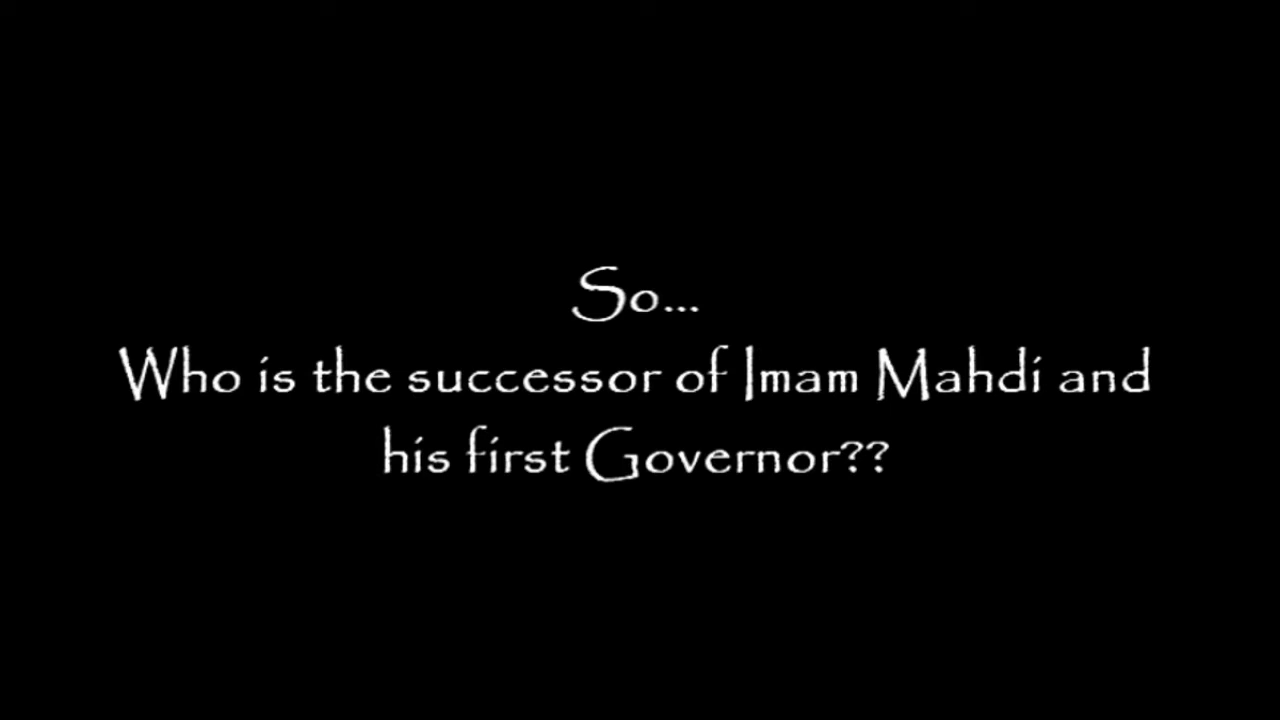 So...
Who is the successor of Imam Mahdi and
his first Governor??